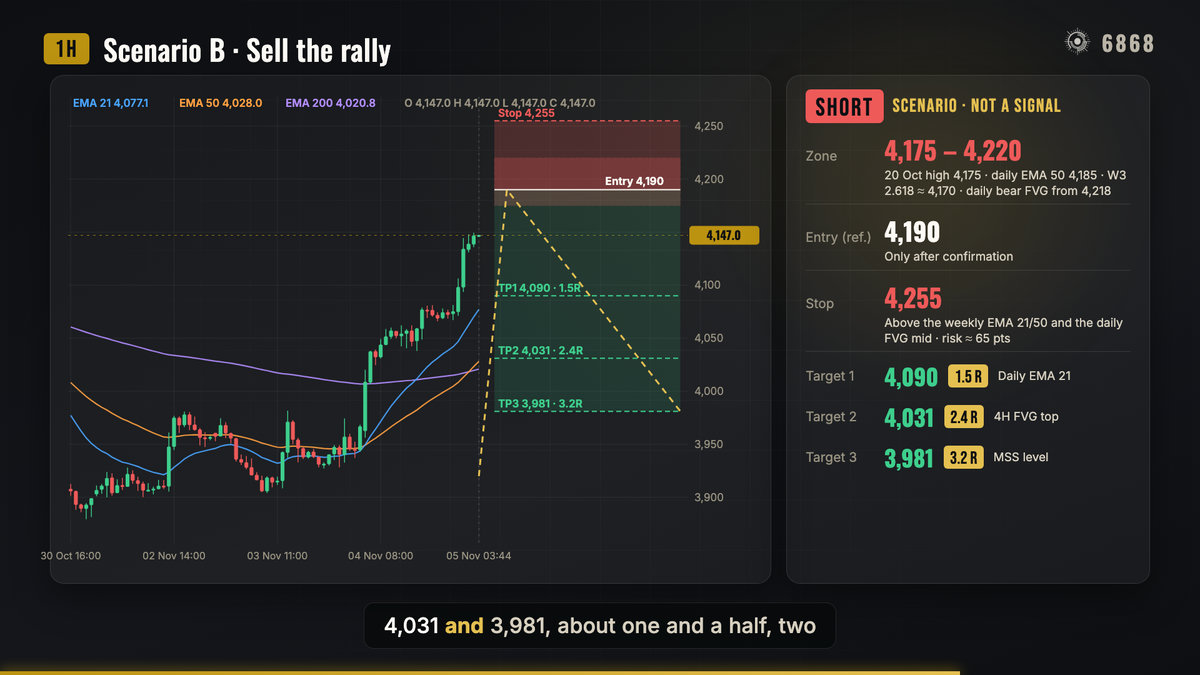 1H Scenario B · Sell the rally
6868
EMA 21 4,077.1 EMA 50 4,028.0 EMA 200 4,020.8 O 4,147.0 H 4,147.0 L 4,147.0 C 4,147.0
Stop 4,255
4,250
4,200
Entry 4,190
4,147.0
4,100
TP1 4,090 · 1.5R
4,050
TP2 4,031 · 2.4R
4,000
TP3 3,981 · 3.2R
3,950
3,900
30 Oct 16:00 02 Nov 14:00 03 Nov 11:00 04 Nov 08:00 05 Nov 03:44
SHORT SCENARIO · NOT A SIGNAL
Zone 4,175 – 4,220
20 Oct high 4,175 · daily EMA 50 4,185 · W3
2.618 ≈ 4,170 · daily bear FVG from 4,218
Entry (ref.) 4,190
Only after confirmation
Stop 4,255
Above the weekly EMA 21/50 and the daily
FVG mid · risk ≈ 65 pts
Target 1 4,090 1.5 R Daily EMA 21
Target 2 4,031 2.4 R 4H FVG top
Target 3 3,981 3.2 R MSS level
4,031 and 3,981, about one and a half, two